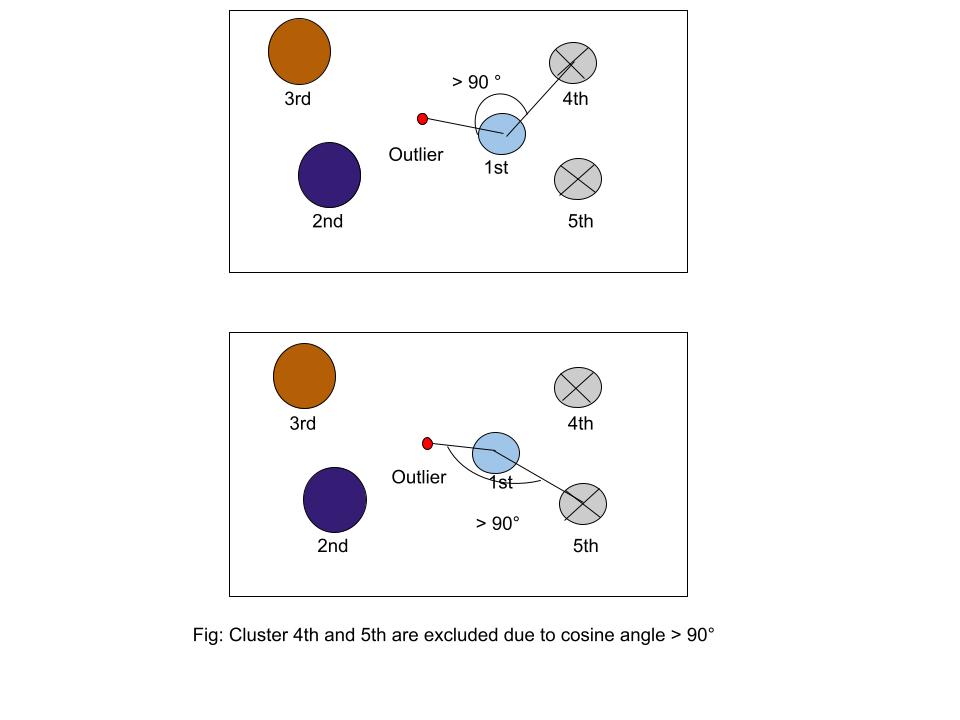 3rd
> 90 °
4th
Outlier
1st
2nd
5th
3rd
4th
Outlier
1st
> 90°
2nd
5th
Fig: Cluster 4th and 5th are excluded due to cosine angle > 90°